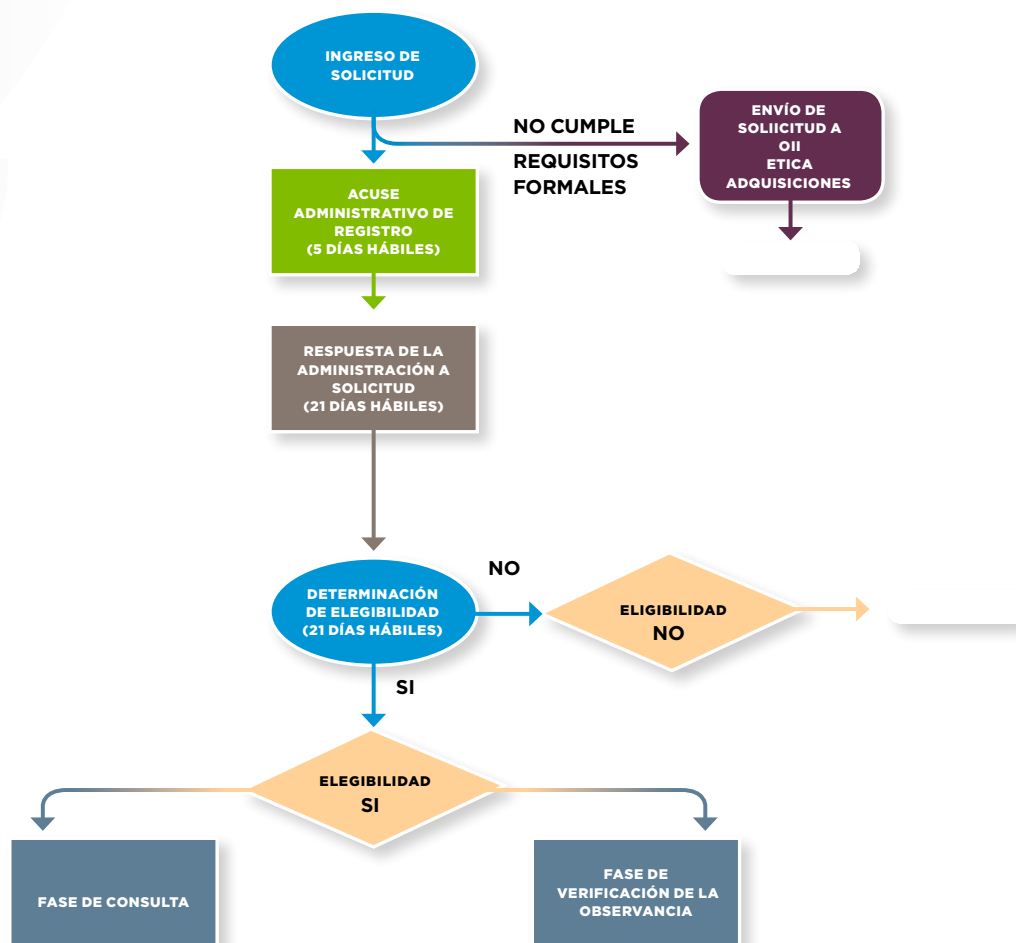 INGRESO DE
SOLICITUD
NO CUMPLE
REQUISITOS
FORMALES
ENVÍO DE
SOLIICITUD A
OII
ETICA
ADQUISICIONES
ACUSE
ADMINISTRATIVO DE
REGISTRO
(5 DÍAS HÁBILES)
RESPUESTA DE LA
ADMINISTRACIÓN A
SOLICITUD
(21 DÍAS HÁBILES)
DETERMINACIÓN
DE ELEGIBILIDAD
(21 DÍAS HÁBILES)
NO
ELIGIBILIDAD
NO
SI
ELEGIBILIDAD
SI
FASE DE CONSULTA
FASE DE
VERIFICACIÓN DE LA
OBSERVANCIA